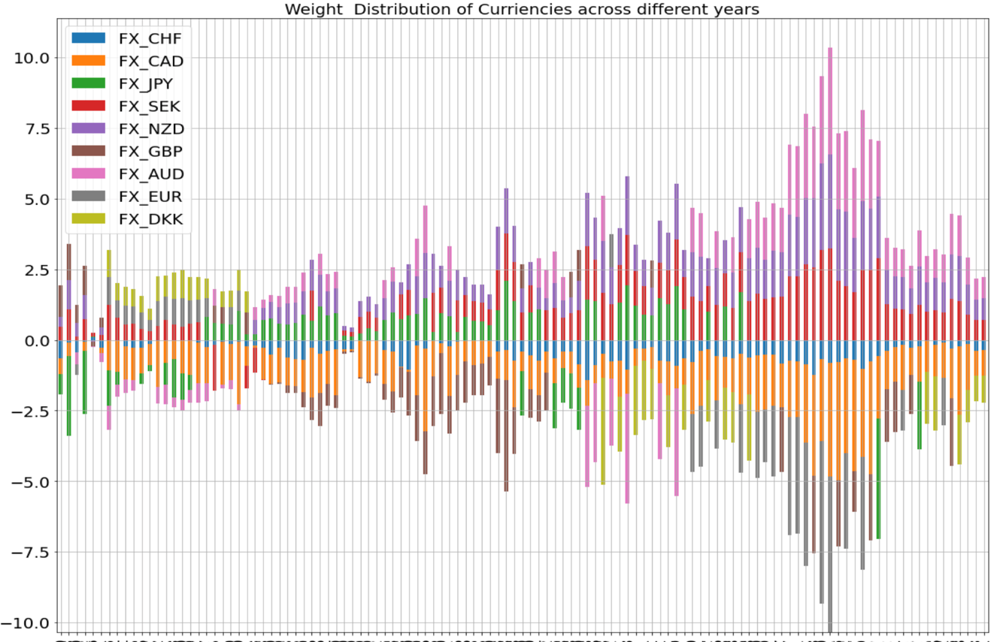 Weight  Distribution of Curriencies across different years
10.0
7.5
5.0
2.5
0.0
−2.5
−5.0
−7.5
−10.0
FX_CHF
FX_CAD
FX_JPY
FX_SEK
FX_NZD
FX_GBP
FX_AUD
FX_EUR
FX_DKK